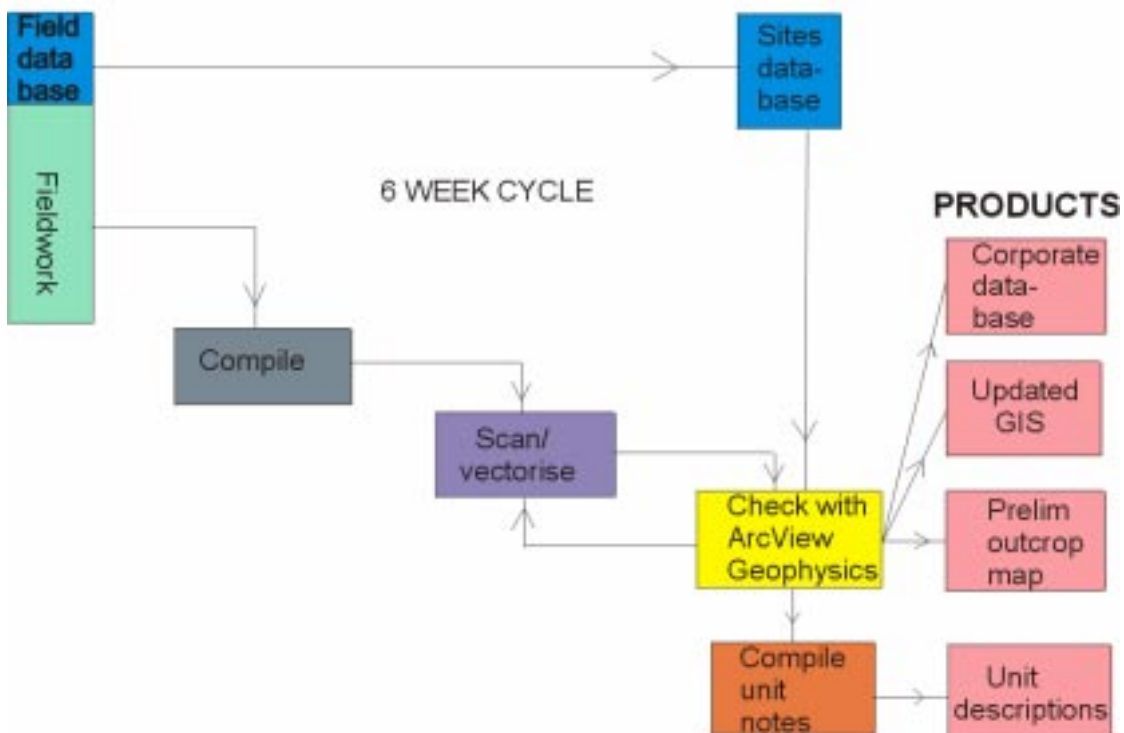 Field
data
base
Fieldwork
Sites
data-
base
6 WEEK CYCLE
PRODUCTS
Corporate
data-
base
Compile
Updated
GIS
Scan/
vectorise
Check with
ArcView
Geophysics
Prelim
outcrop
map
Compile
unit
notes
Unit
descriptions